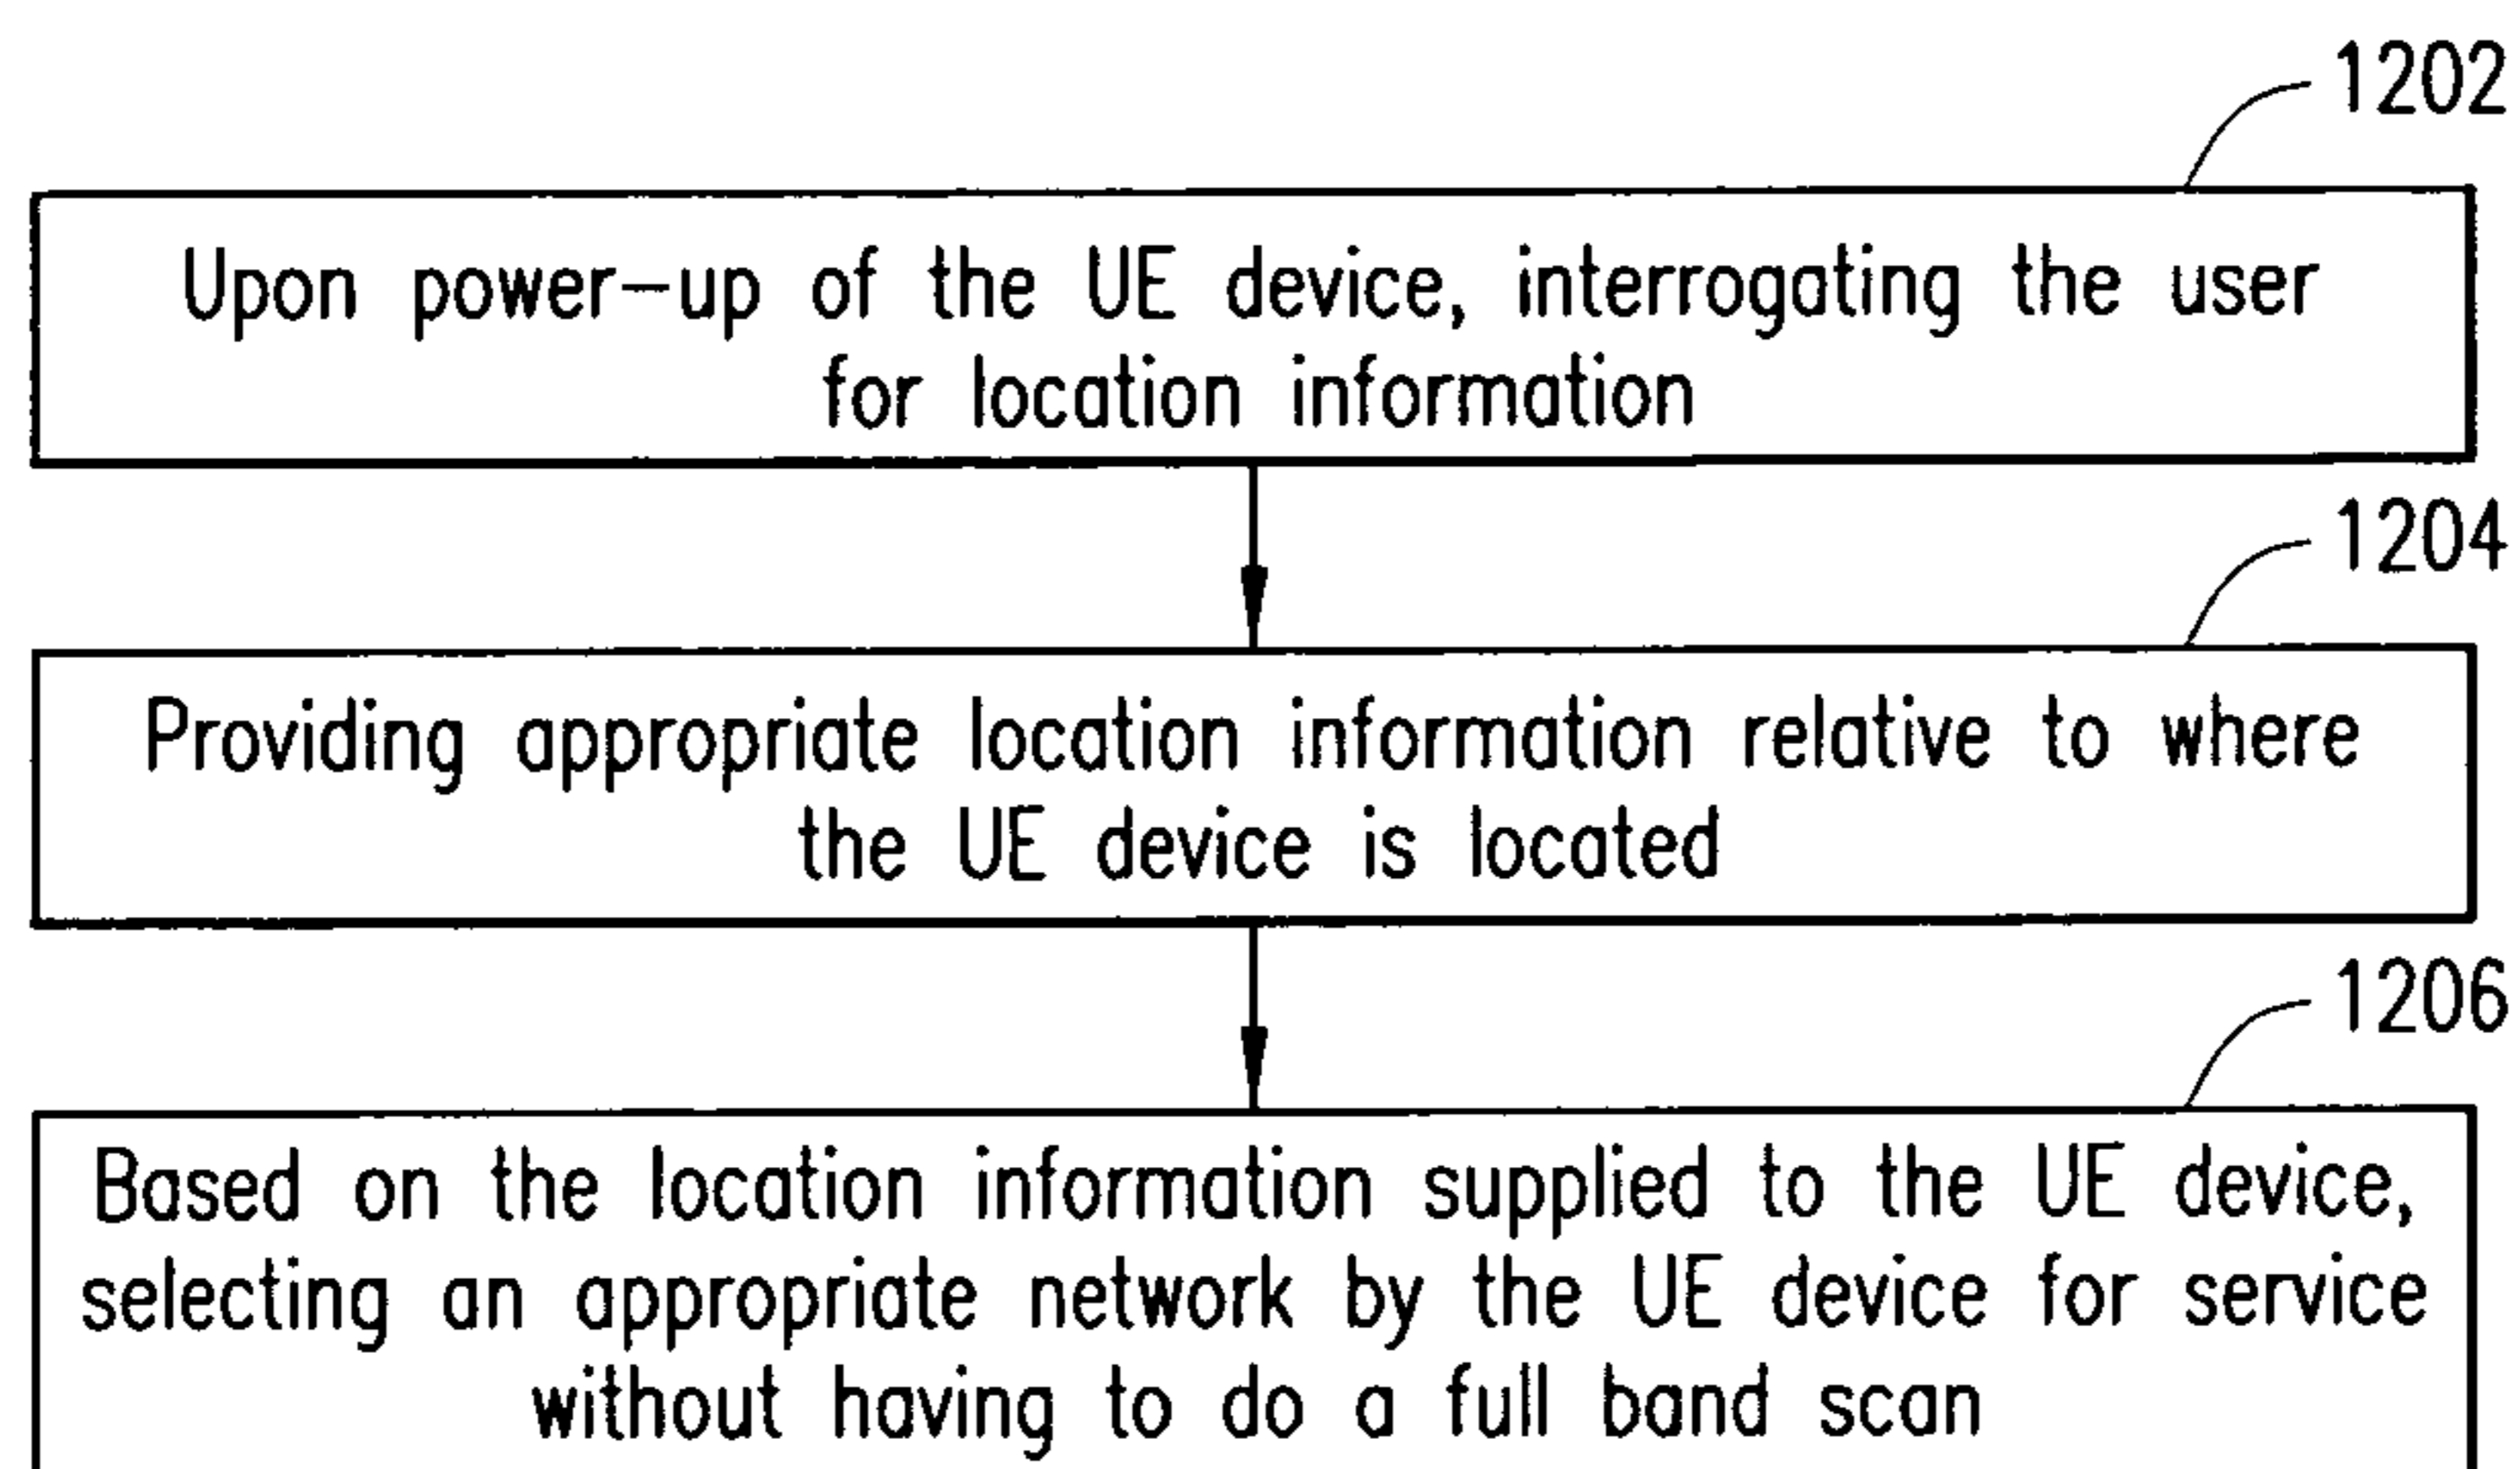 1202
Upon power-up of the UE device, interrogating the user
for location information
1204
Providing appropriate location information relative to where
the UE device is located
1206
Based on the location information supplied to the UE device,
selecting an appropriate network by the UE device for service
without having to do a full band scan